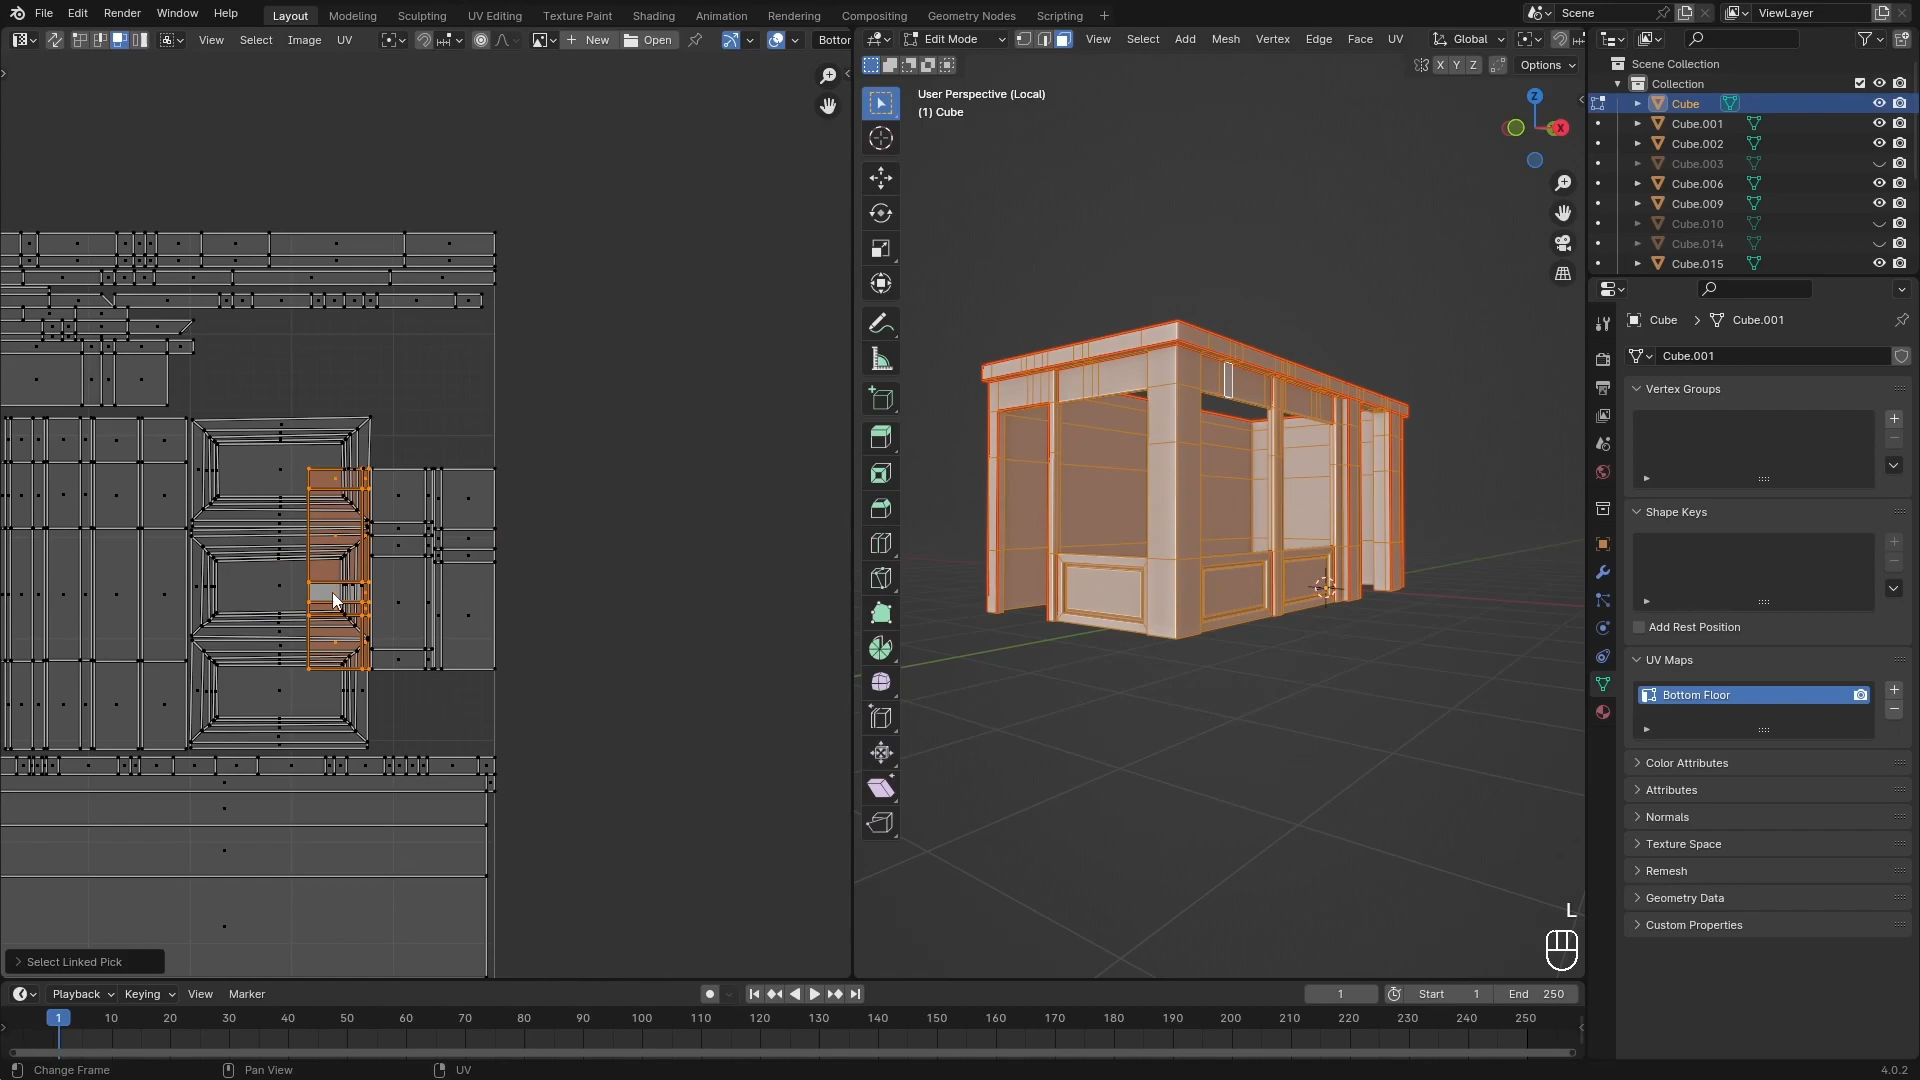 File Edit Render Window Help Layout Modeling Sculpting UV Editing Texture Paint Shading Animation Rendering Compositing Geometry Nodes Scripting + Scene ViewLayer
View Select Image UV New Open Bottor Edit Mode View Select Add Mesh Vertex Edge Face UV Global
X Y Z Options
User Perspective (Local)
(1) Cube
Z
X
Scene Collection
Collection
Cube
Cube.001
Cube.002
Cube.003
Cube.006
Cube.009
Cube.010
Cube.014
Cube.015
Cube Cube.001
Cube.001
Vertex Groups
Shape Keys
Add Rest Position
UV Maps
Bottom Floor
Color Attributes
Attributes
Normals
Texture Space
Remesh
Geometry Data
Custom Properties
L
Select Linked Pick
Playback Keying View Marker 1 Start 1 End 250
1 10 20 30 40 50 60 70 80 90 100 110 120 130 140 150 160 170 180 190 200 210 220 230 240 250
Change Frame Pan View UV 4.0.2